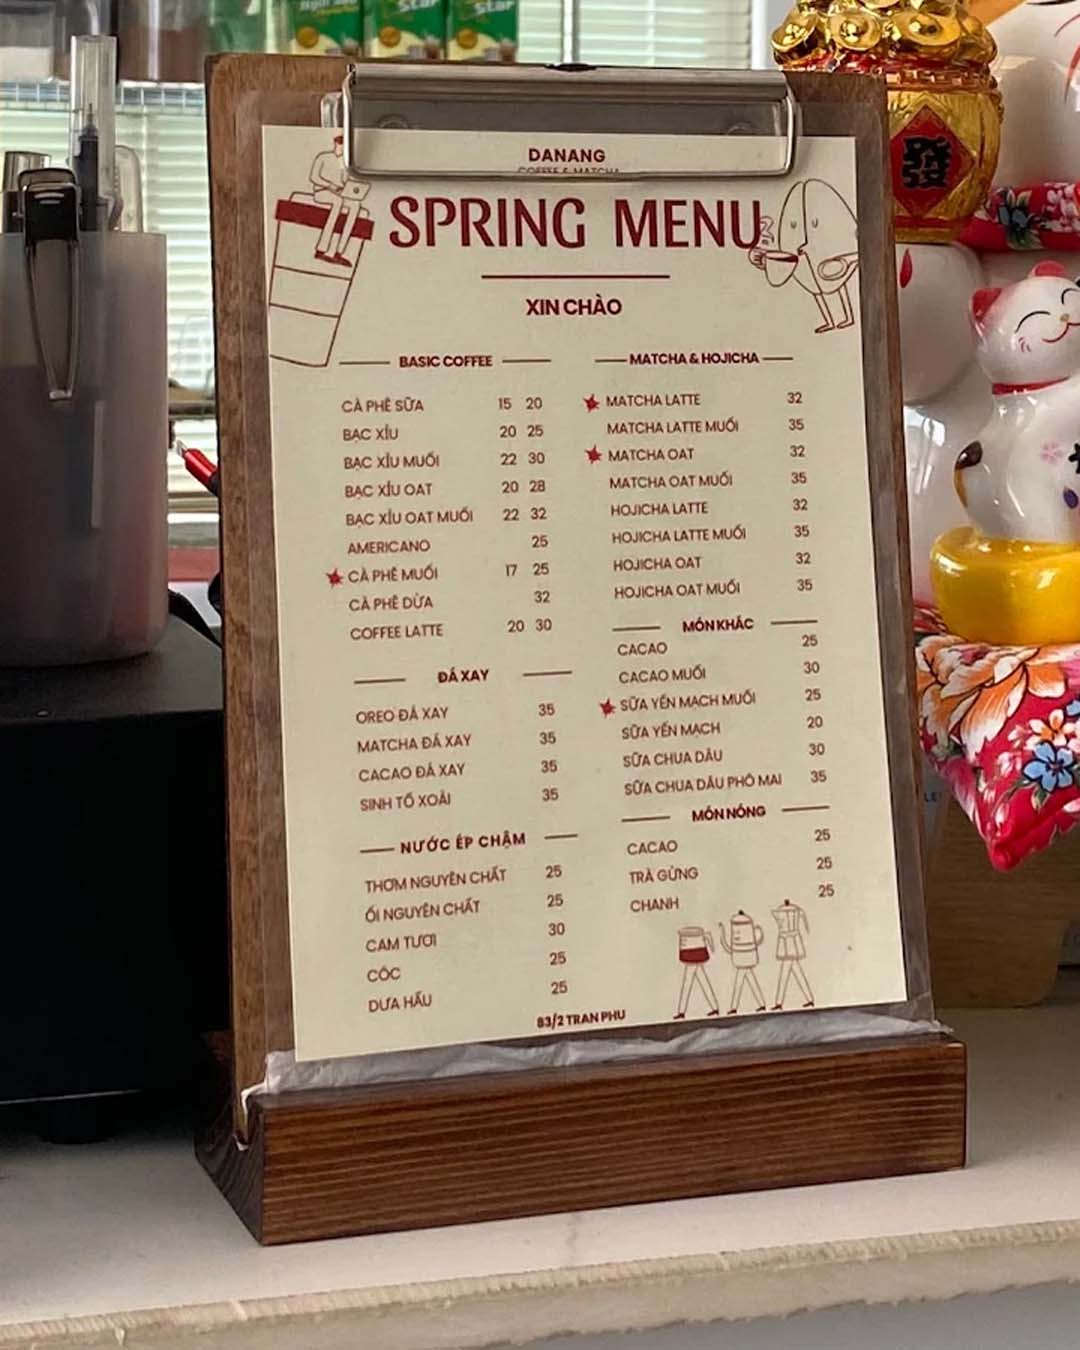 star
star
DANANG
COFFEE & MATCHA
SPRING MENU
XIN CHÀO
BASIC COFFEE
CÀ PHÊ SỮA 15 20
BẠC XỈU 20 25
BẠC XỈU MUỐI 22 30
BẠC XỈU OAT 20 28
BẠC XỈU OAT MUỐI 22 32
AMERICANO 25
CÀ PHÊ MUỐI 17 25
CÀ PHÊ DỪA 32
COFFEE LATTE 20 30
ĐÁ XAY
OREO ĐÁ XAY 35
MATCHA ĐÁ XAY 35
CACAO ĐÁ XAY 35
SINH TỐ XOÀI 35
NƯỚC ÉP CHẬM
THƠM NGUYÊN CHẤT 25
ỔI NGUYÊN CHẤT 25
CAM TƯƠI 30
CÓC 25
DƯA HẤU 25
MATCHA & HOJICHA
MATCHA LATTE 32
MATCHA LATTE MUỐI 35
MATCHA OAT 32
MATCHA OAT MUỐI 35
HOJICHA LATTE 32
HOJICHA LATTE MUỐI 35
HOJICHA OAT 32
HOJICHA OAT MUỐI 35
MÓN KHÁC
CACAO 25
CACAO MUỐI 30
SỮA YẾN MẠCH MUỐI 25
SỮA YẾN MẠCH 20
SỮA CHUA DÂU 30
SỮA CHUA DÂU PHÔ MAI 35
MÓN NÓNG
CACAO 25
TRÀ GỪNG 25
CHANH 25
83/2 TRAN PHU
發